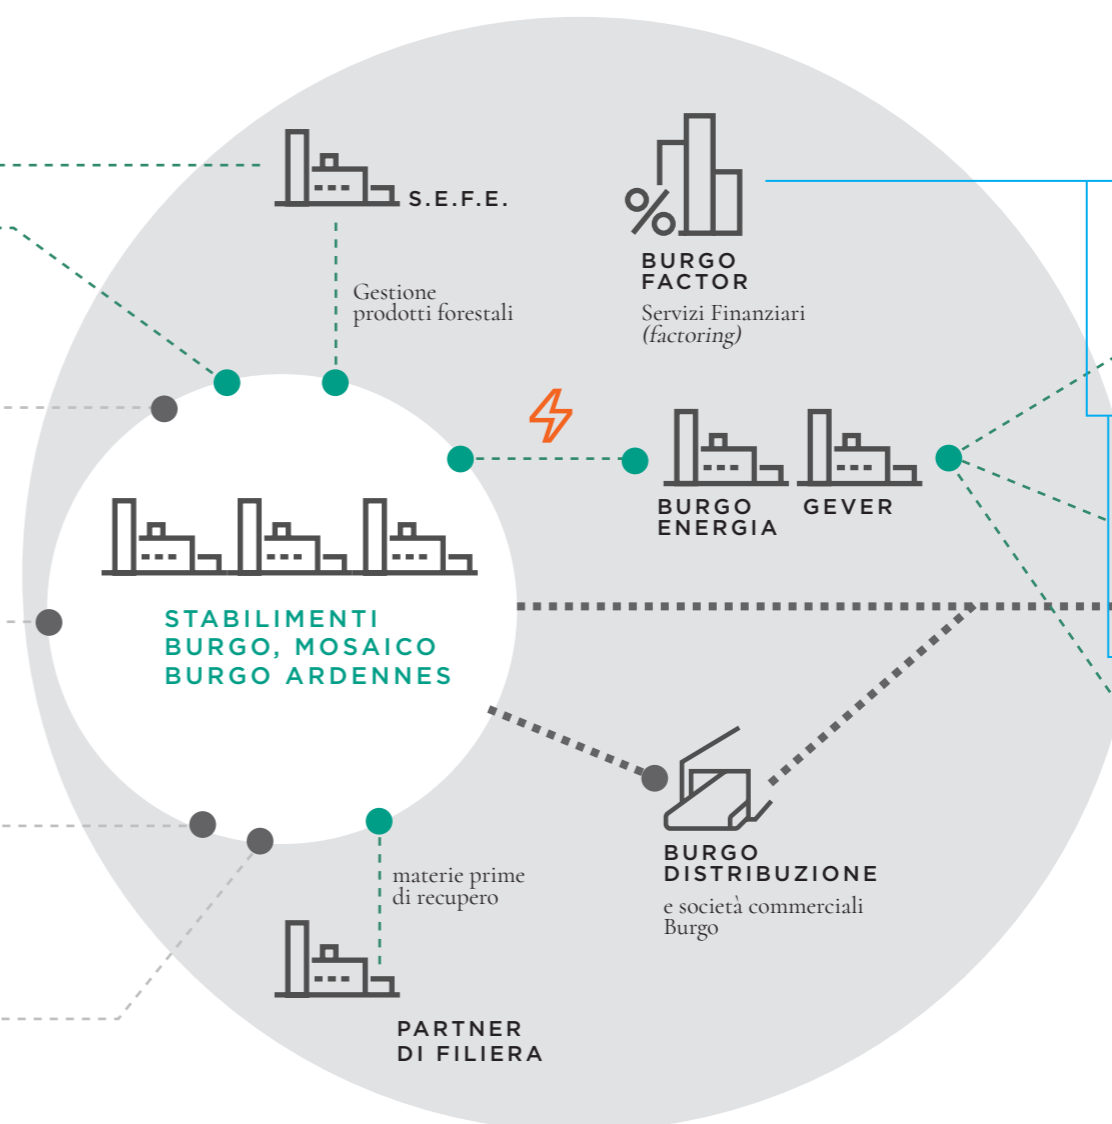 S.E.F.E.
Gestione
prodotti forestali
%
BURGO
FACTOR
Servizi Finanziari
(factoring)
BURGO
ENERGIA
GEVER
STABILIMENTI
BURGO, MOSAICO
BURGO ARDENNES
BURGO
DISTRIBUZIONE
e società commerciali
Burgo
materie prime
di recupero
PARTNER
DI FILIERA